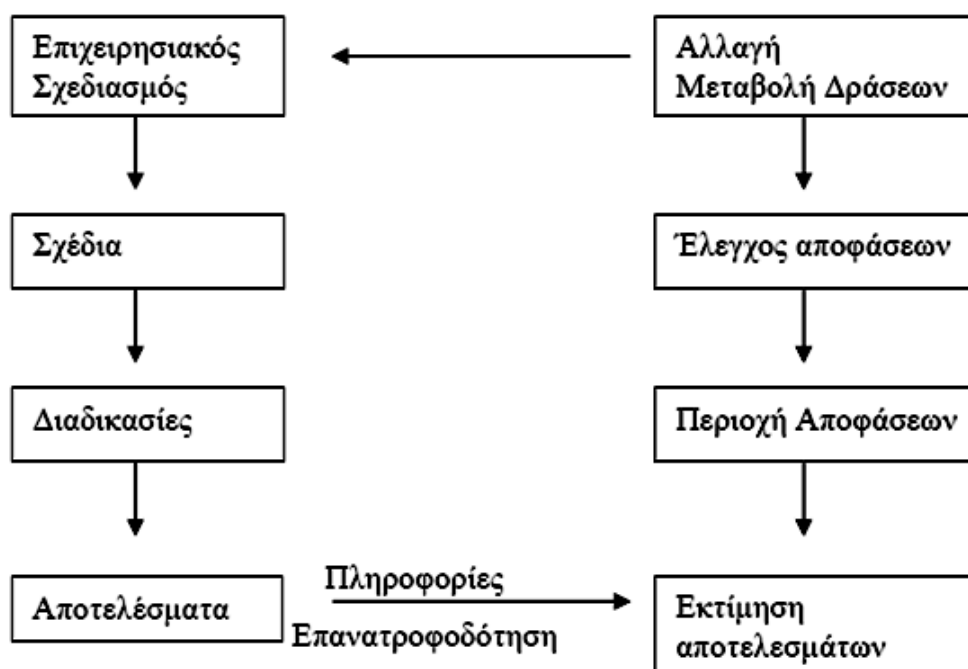 Επιχειρησιακός
Σχεδιασμός
Αλλαγή
Μεταβολή Δράσεων
Σχέδια
Έλεγχος αποφάσεων
Διαδικασίες
Περιοχή Αποφάσεων
Αποτελέσματα
Πληροφορίες
Επανατροφοδότηση
Εκτίμηση
αποτελεσμάτων